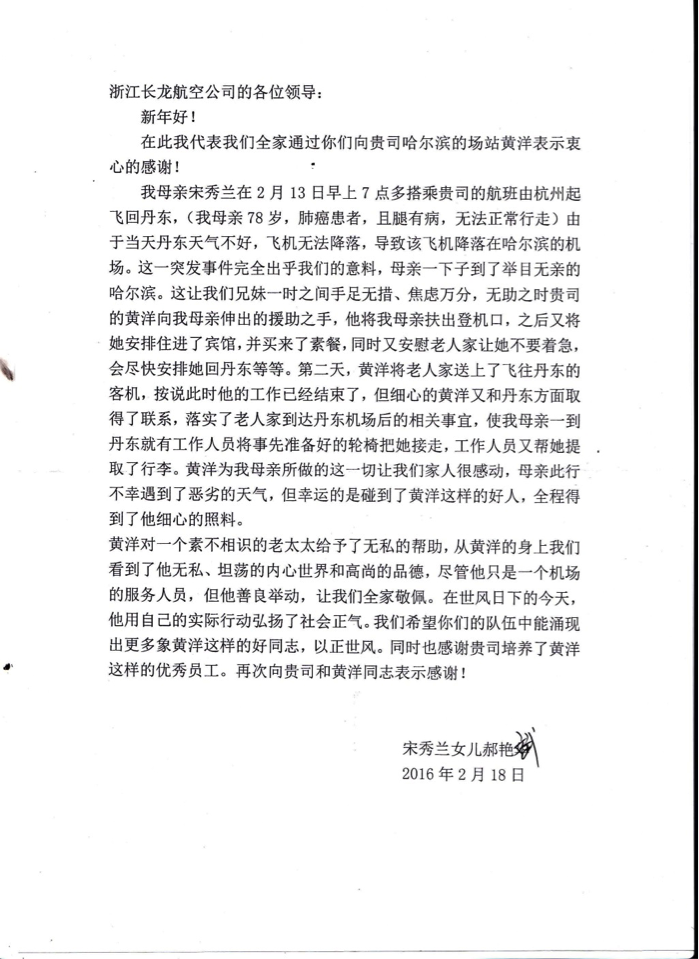 浙江长龙航空公司的各位领导：
新年好！
在此我代表我们全家通过你们向贵司哈尔滨的场站黄洋表示衷
心的感谢！
我母亲宋秀兰在2月13日早上7点多搭乘贵司的航班由杭州起
飞回丹东，（我母亲78岁，肺癌患者，且腿有病，无法正常行走）由
于当天丹东天气不好，飞机无法降落，导致该飞机降落在哈尔滨的机
场。这一突发事件完全出乎我们的意料，母亲一下子到了举目无亲的
哈尔滨。这让我们兄妹一时之间手足无措、焦虑万分，无助之时贵司
的黄洋向我母亲伸出的援助之手，他将我母亲扶出登机口，之后又将
她安排住进了宾馆，并买来了素餐，同时又安慰老人家让她不要着急，
会尽快安排她回丹东等等。第二天，黄洋将老人家送上了飞往丹东的
客机，按说此时他的工作已经结束了，但细心的黄洋又和丹东方面取
得了联系，落实了老人家到达丹东机场后的相关事宜，使我母亲一到
丹东就有工作人员将事先准备好的轮椅把她接走，工作人员又帮她提
取了行李。黄洋为我母亲所做的这一切让我们家人很感动，母亲此行
不幸遇到了恶劣的天气，但幸运的是碰到了黄洋这样的好人，全程得
到了他细心的照料。
黄洋对一个素不相识的老太太给予了无私的帮助，从黄洋的身上我们
看到了他无私、坦荡的内心世界和高尚的品德，尽管他只是一个机场
的服务人员，但他善良举动，让我们全家敬佩。在世风日下的今天，
他用自己的实际行动弘扬了社会正气。我们希望你们的队伍中能涌现
出更多象黄洋这样的好同志，以正世风。同时也感谢贵司培养了黄洋
这样的优秀员工。再次向贵司和黄洋同志表示感谢！
宋秀兰女儿郝艳
2016年2月18日